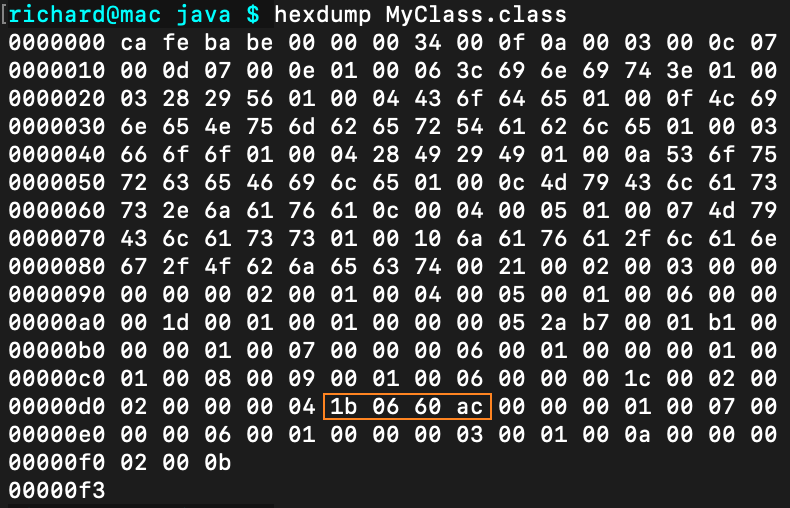 [richard@mac java $ hexdump MyClass.class
0000000 ca fe ba be 00 00 00 34 00 0f 0a 00 03 00 0c 07
0000010 00 0d 07 00 0e 01 00 06 3c 69 6e 69 74 3e 01 00
0000020 03 28 29 56 01 00 04 43 6f 64 65 01 00 0f 4c 69
0000030 6e 65 4e 75 6d 62 65 72 54 61 62 6c 65 01 00 03
0000040 66 6f 6f 01 00 04 28 49 29 49 01 00 0a 53 6f 75
0000050 72 63 65 46 69 6c 65 01 00 0c 4d 79 43 6c 61 73
0000060 73 2e 6a 61 76 61 0c 00 04 00 05 01 00 07 4d 79
0000070 43 6c 61 73 73 01 00 10 6a 61 76 61 2f 6c 61 6e
0000080 67 2f 4f 62 6a 65 63 74 00 21 00 02 00 03 00 00
0000090 00 00 00 02 00 01 00 04 00 05 00 01 00 06 00 00
00000a0 00 1d 00 01 00 01 00 00 00 05 2a b7 00 01 b1 00
00000b0 00 00 01 00 07 00 00 00 06 00 01 00 00 00 01 00
00000c0 01 00 08 00 09 00 01 00 06 00 00 00 1c 00 02 00
00000d0 02 00 00 00 04 1b 06 60 ac 00 00 00 01 00 07 00
00000e0 00 00 06 00 01 00 00 00 03 00 01 00 0a 00 00 00
00000f0 02 00 0b
00000f3